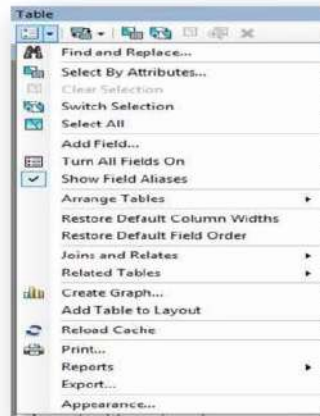 Table
Find and Replace...
Select By Attributes...
Clear Selection
Switch Selection
Select All
Add Field...
Turn All Fields On
Show Field Aliases
Arrange Tables
Restore Default Column Widths
Restore Default Field Order
Joins and Relates
Related Tables
Create Graph...
Add Table to Layout
Reload Cache
Print...
Reports
Export...
Appearance...